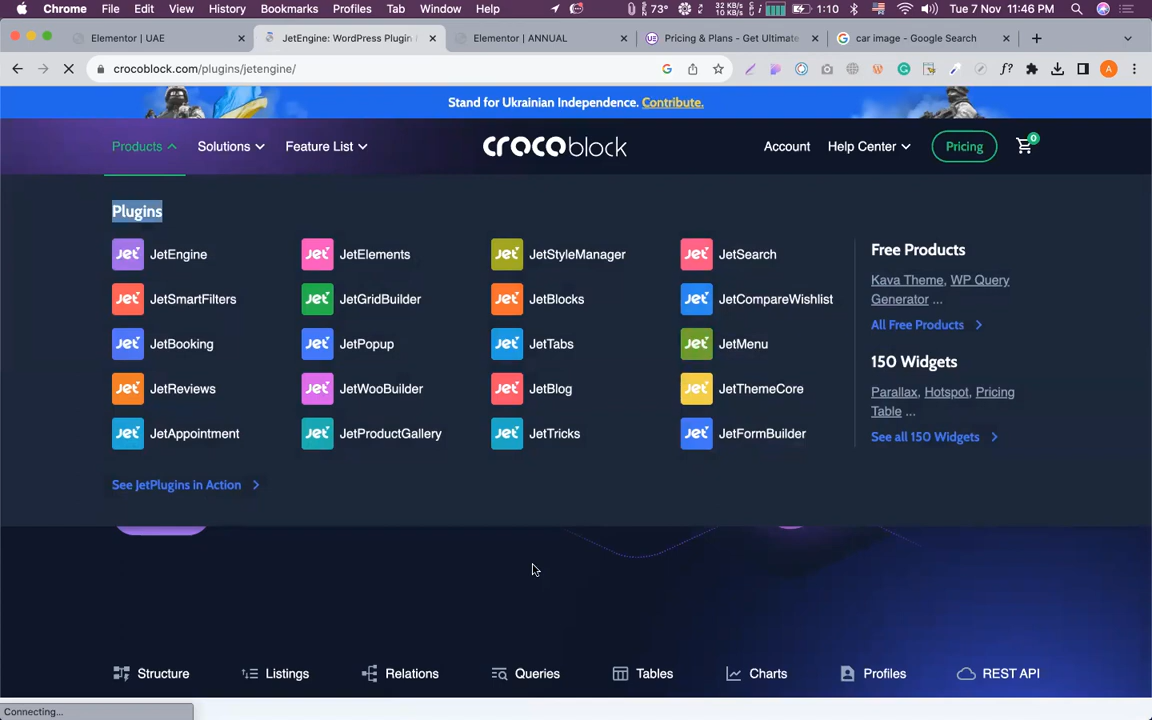 Chrome File Edit View History Bookmarks Profiles Tab Window Help 73° 32 KB/s 10 KB/s 1:10 Tue 7 Nov 11:46 PM
Elementor | UAE
JetEngine: WordPress Plugin
Elementor | ANNUAL
Pricing & Plans - Get Ultimate
car image - Google Search
crocoblock.com/plugins/jetengine/
Stand for Ukrainian Independence. Contribute.
Products Solutions Feature List crocoblock Account Help Center Pricing 0
Plugins
JetEngine JetElements JetStyleManager JetSearch
JetSmartFilters JetGridBuilder JetBlocks JetCompareWishlist
JetBooking JetPopup JetTabs JetMenu
JetReviews JetWooBuilder JetBlog JetThemeCore
JetAppointment JetProductGallery JetTricks JetFormBuilder
See JetPlugins in Action
Free Products
Kava Theme, WP Query
Generator ...
All Free Products
150 Widgets
Parallax, Hotspot, Pricing
Table ...
See all 150 Widgets
Structure Listings Relations Queries Tables Charts Profiles REST API
Connecting...